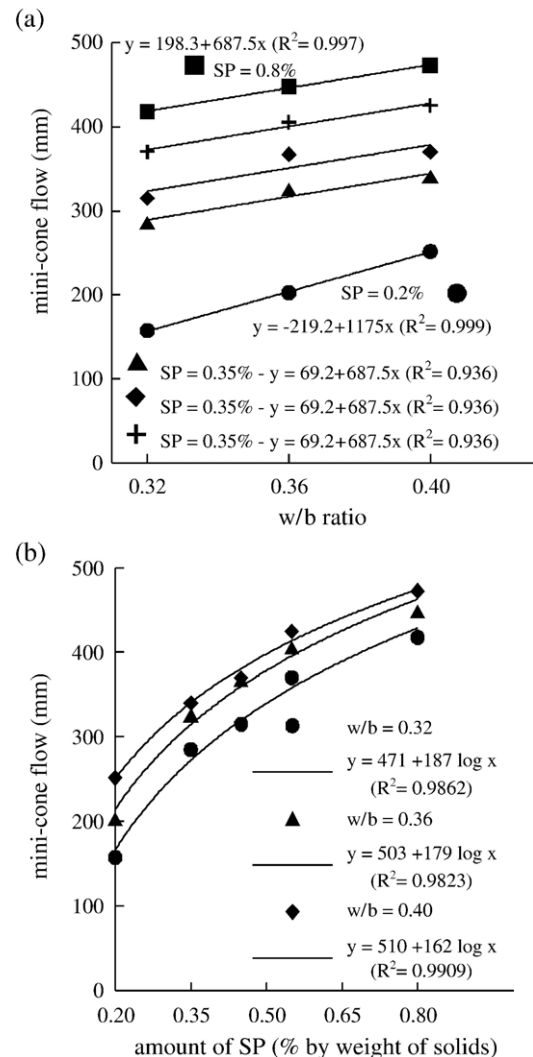 (a)
y = 198.3+687.5x (R²= 0.997)
SP = 0.8%
500
400
300
200
100
0
mini-cone flow (mm)
SP = 0.2%
y = -219.2+1175x (R²= 0.999)
SP = 0.35% - y = 69.2+687.5x (R²= 0.936)
SP = 0.35% - y = 69.2+687.5x (R²= 0.936)
SP = 0.35% - y = 69.2+687.5x (R²= 0.936)
0.32 0.36 0.40
w/b ratio
(b)
500
400
300
200
100
0
mini-cone flow (mm)
w/b = 0.32
y = 471 +187 log x
(R²= 0.9862)
w/b = 0.36
y = 503 +179 log x
(R²= 0.9823)
w/b = 0.40
y = 510 +162 log x
(R²= 0.9909)
0.20 0.35 0.50 0.65 0.80
amount of SP (% by weight of solids)